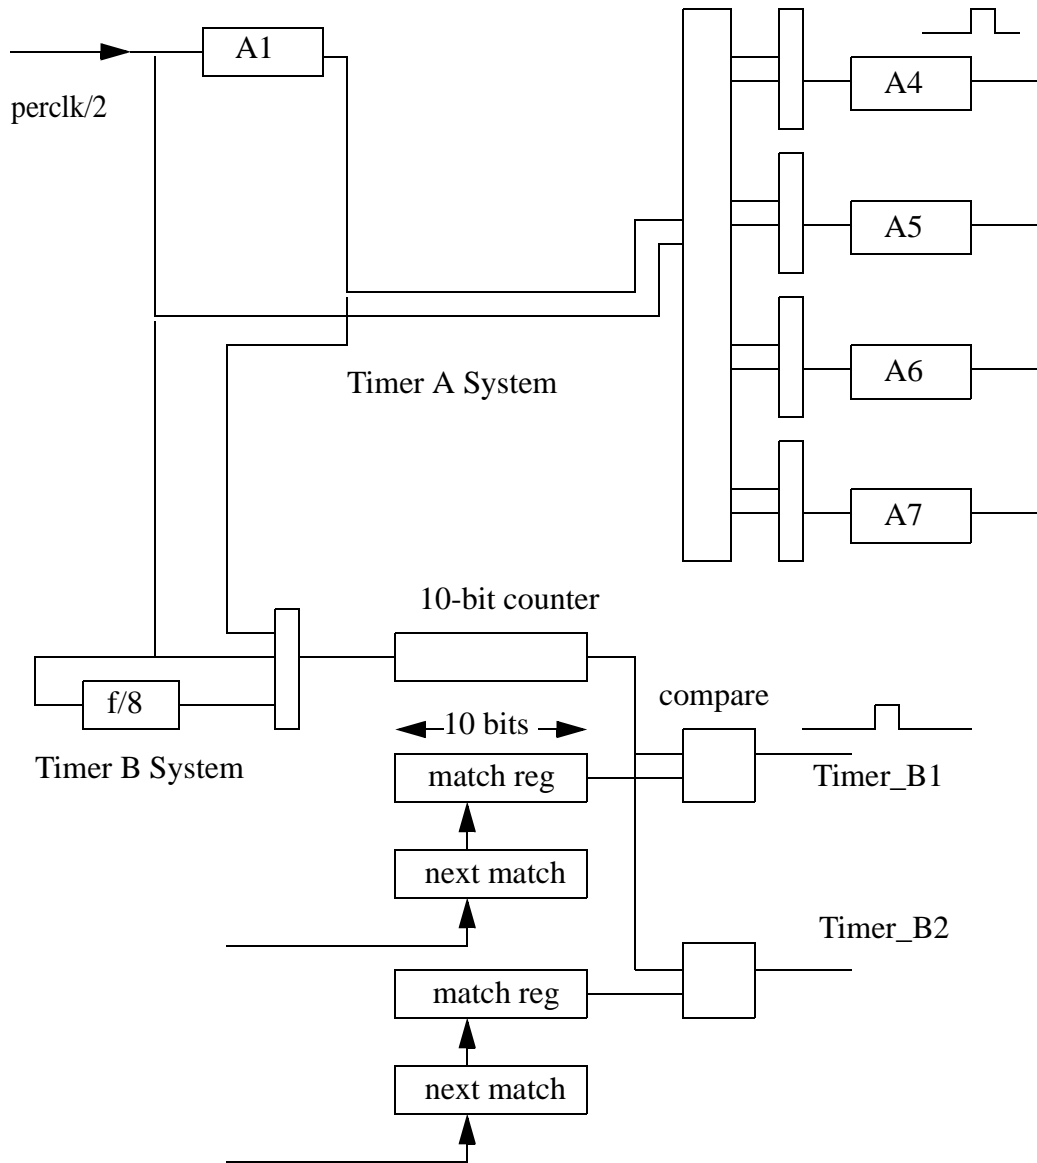 A1
perclk/2
A4
A5
A6
A7
Timer A System
10-bit counter
f/8
Timer B System
10 bits
compare
match reg
Timer_B1
next match
Timer_B2
match reg
next match